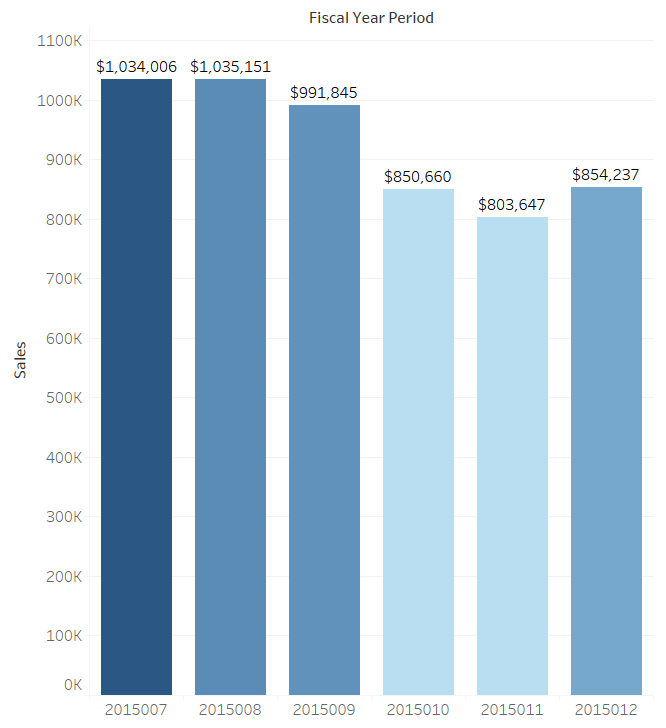 Fiscal Year Period
1100K
$1,034,006 $1,035,151
$991,845
1000K
900K
$850,660
$854,237
$803,647
800K
700K
600K
Sales
500K
400K
300K
200K
100K
0K
2015007 2015008 2015009 2015010 2015011 2015012